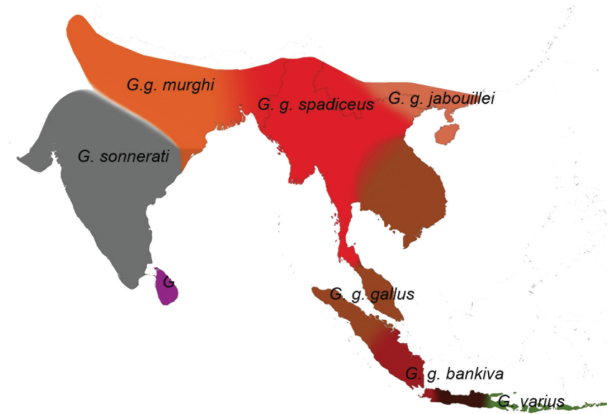 G.g. murghi
G. g. spadiceus
G. g. jabouillei
G. sonnerati
G
G. g. gallus
G. g. bankiva
G. varius